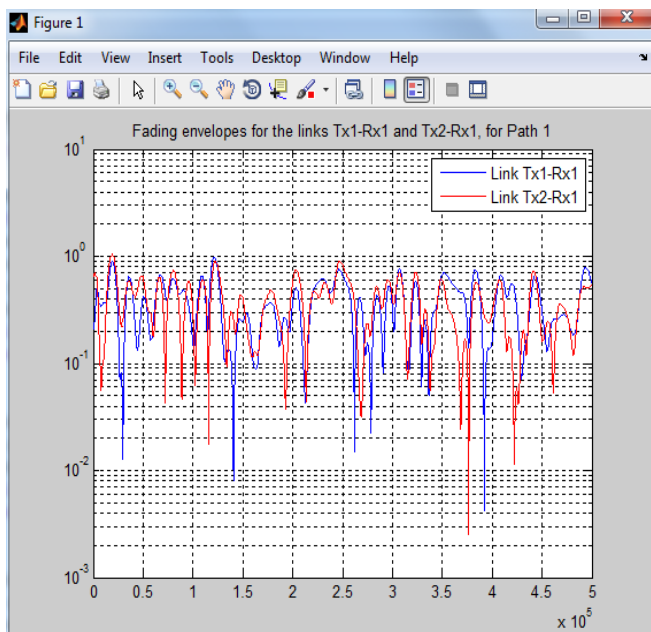 Figure 1
File Edit View Insert Tools Desktop Window Help
Fading envelopes for the links Tx1-Rx1 and Tx2-Rx1, for Path 1
10^1
Link Tx1-Rx1
Link Tx2-Rx1
10^0
10^-1
10^-2
10^-3
0 0.5 1 1.5 2 2.5 3 3.5 4 4.5 5
x 10^5